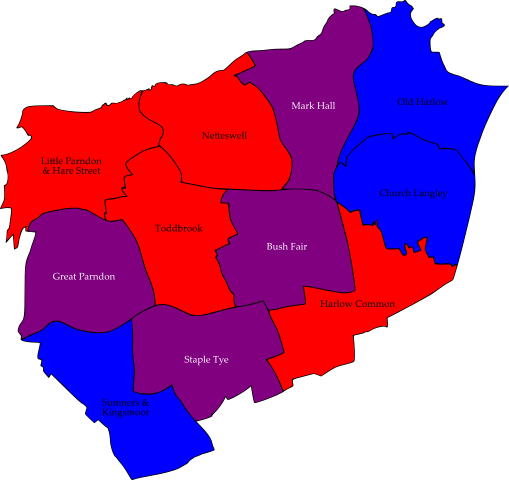 Old Harlow
Mark Hall
Netteswell
Little Parndon
& Hare Street
Church Langley
Toddbrook
Bush Fair
Great Parndon
Harlow Common
Staple Tye
Sumners &
Kingsmoor